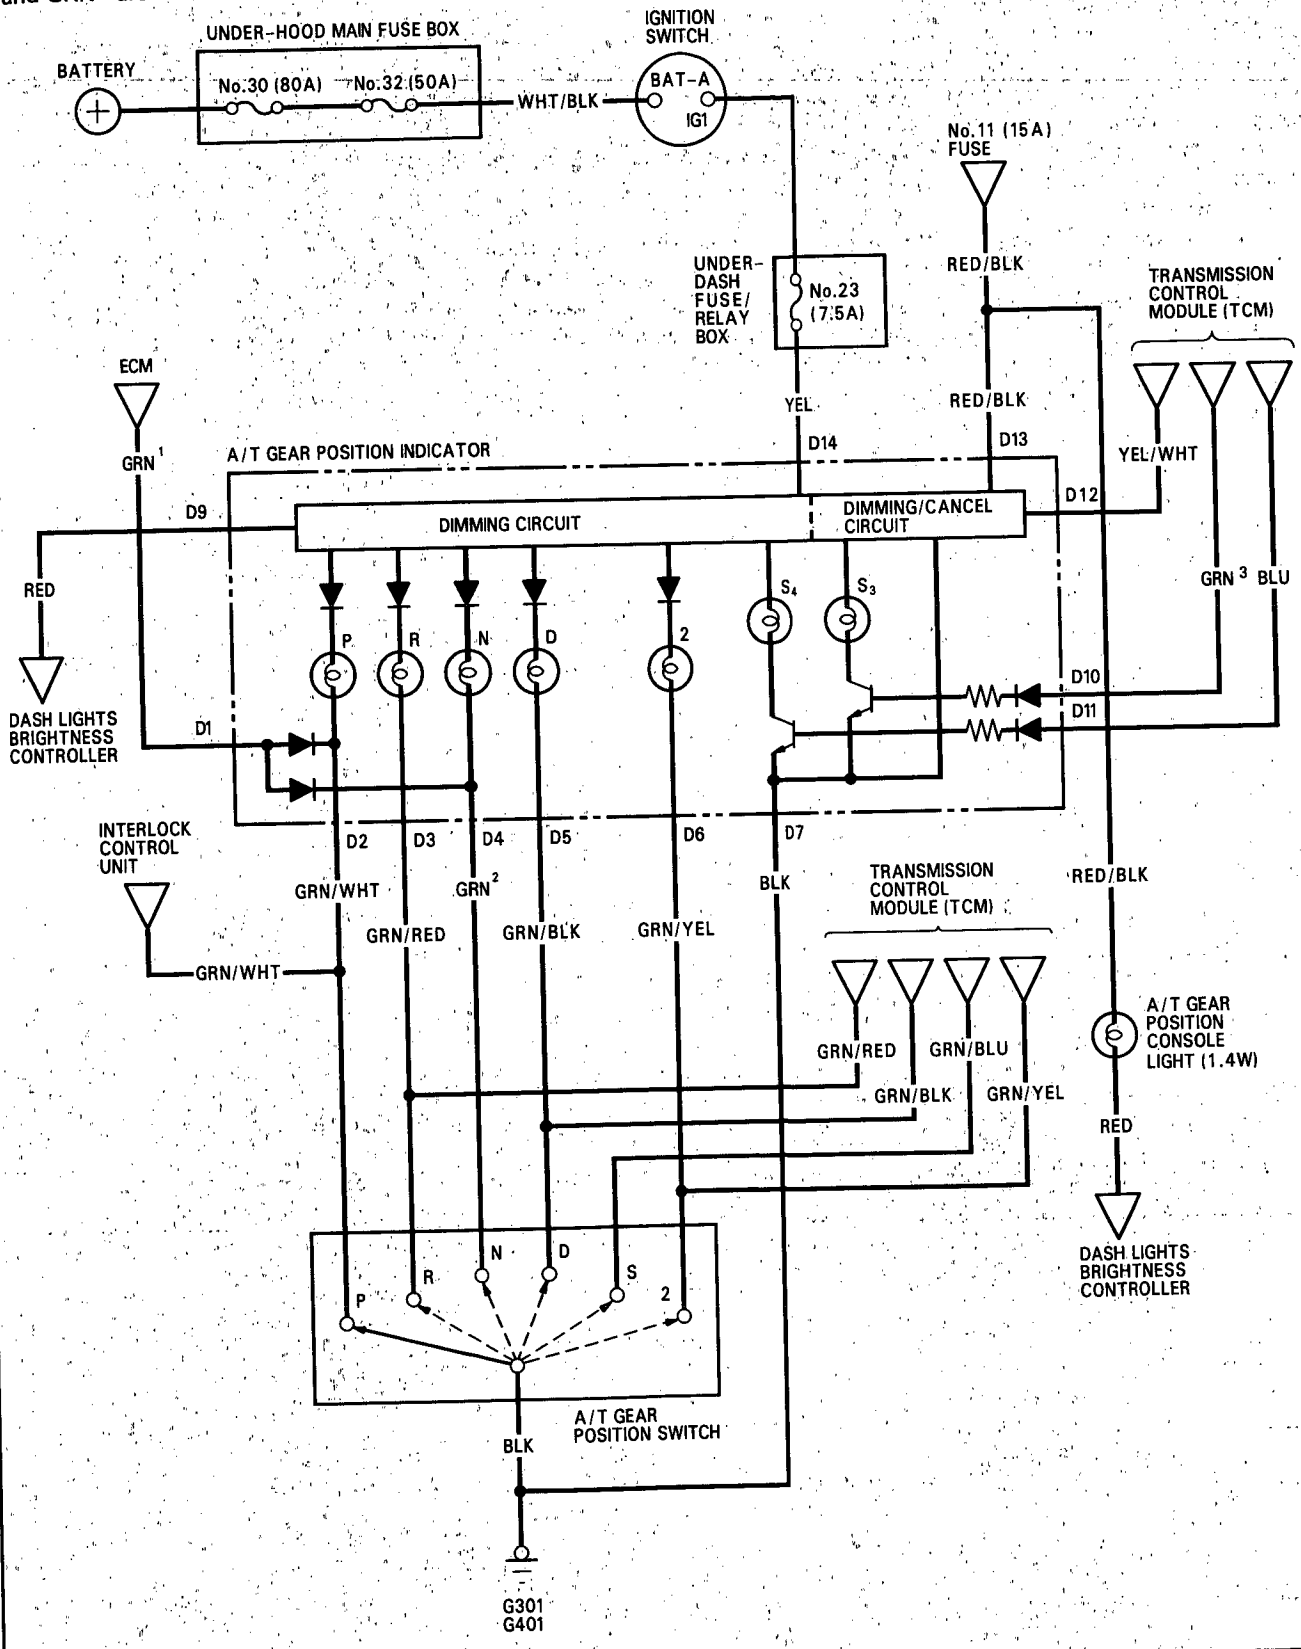 UNDER-HOOD MAIN FUSE BOX
IGNITION
SWITCH
BATTERY
No.30 (80A)
No.32 (50A)
WHT/BLK
BAT-A
IG1
No.11 (15A)
FUSE
RED/BLK
UNDER-
DASH
FUSE/
RELAY
BOX
No.23
(7.5A)
TRANSMISSION
CONTROL
MODULE (TCM)
ECM
YEL
RED/BLK
GRN 1
A/T GEAR POSITION INDICATOR
D14
D13
YEL/WHT
D9
D12
DIMMING CIRCUIT
DIMMING/CANCEL
CIRCUIT
RED
GRN 3
BLU
S4
S3
P
R
N
D
2
D10
D11
D1
DASH LIGHTS
BRIGHTNESS
CONTROLLER
INTERLOCK
CONTROL
UNIT
D2
D3
D4
D5
D6
D7
GRN/WHT
GRN 2
BLK
TRANSMISSION
CONTROL
MODULE (TCM)
RED/BLK
GRN/RED
GRN/BLK
GRN/YEL
GRN/WHT
A/T GEAR
POSITION
CONSOLE
LIGHT (1.4W)
GRN/RED
GRN/BLU
GRN/BLK
GRN/YEL
RED
DASH LIGHTS
BRIGHTNESS
CONTROLLER
P
R
N
D
S
2
A/T GEAR
POSITION SWITCH
BLK
G301
G401